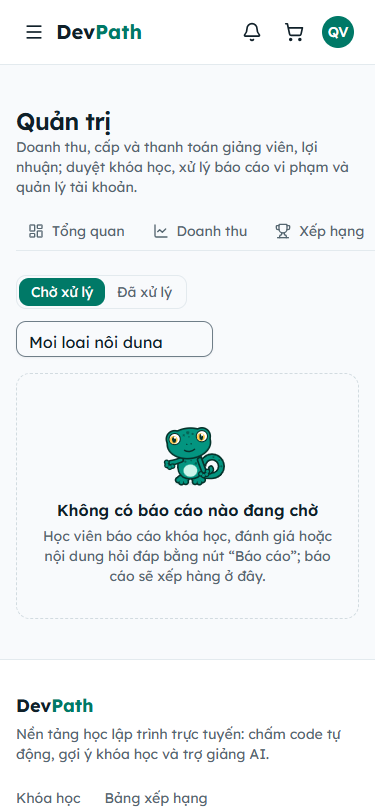 DevPath
QV
Quản trị
Doanh thu, cấp và thanh toán giảng viên, lợi
nhuận; duyệt khóa học, xử lý báo cáo vi phạm và
quản lý tài khoản.
Tổng quan
Doanh thu
Xếp hạng
Chờ xử lý
Đã xử lý
Mọi loại nội dung
Không có báo cáo nào đang chờ
Học viên báo cáo khóa học, đánh giá hoặc
nội dung hỏi đáp bằng nút “Báo cáo”; báo
cáo sẽ xếp hàng ở đây.
DevPath
Nền tảng học lập trình trực tuyến: chấm code tự
động, gợi ý khóa học và trợ giảng AI.
Khóa học
Bảng xếp hạng